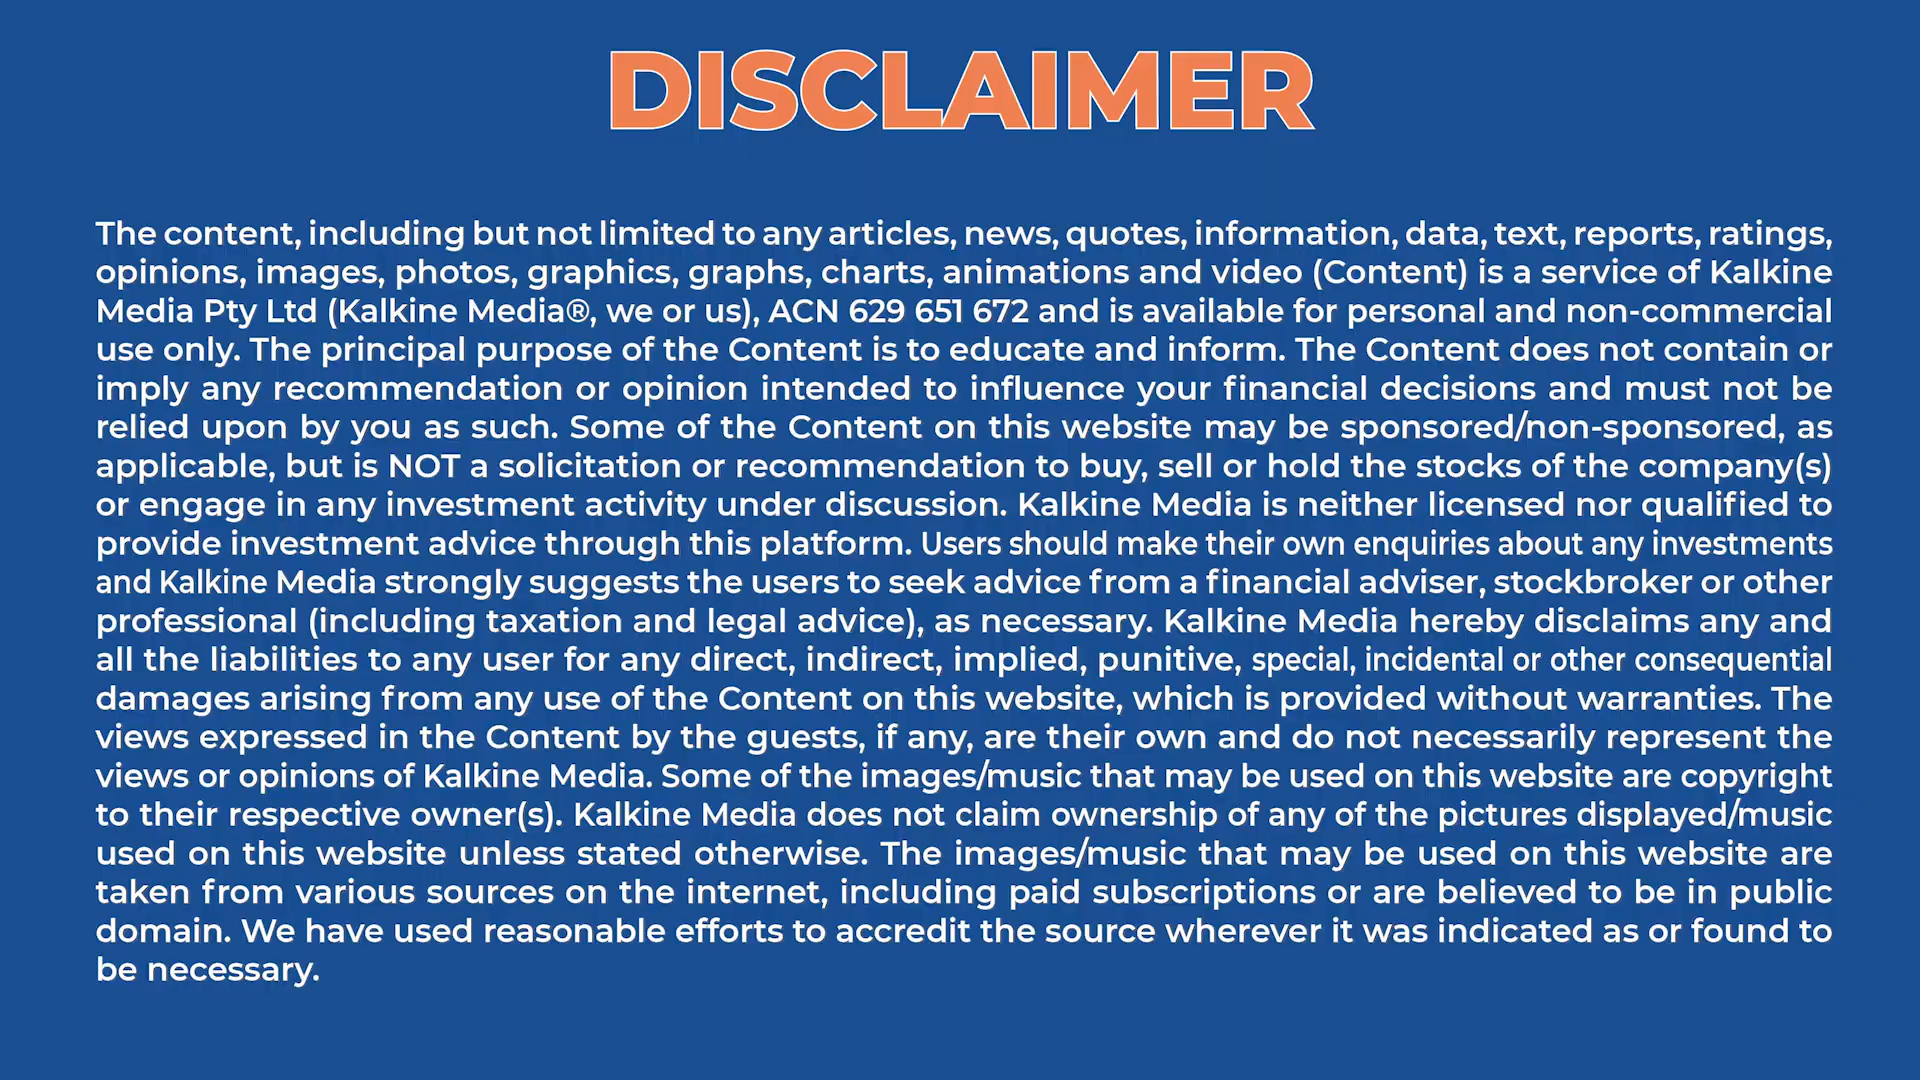 DISCLAIMER
The content, including but not limited to any articles, news, quotes, information, data, text, reports, ratings,
opinions, images, photos, graphics, graphs, charts, animations and video (Content) is a service of Kalkine
Media Pty Ltd (Kalkine Media®, we or us), ACN 629 651 672 and is available for personal and non-commercial
use only. The principal purpose of the Content is to educate and inform. The Content does not contain or
imply any recommendation or opinion intended to influence your financial decisions and must not be
relied upon by you as such. Some of the Content on this website may be sponsored/non-sponsored, as
applicable, but is NOT a solicitation or recommendation to buy, sell or hold the stocks of the company(s)
or engage in any investment activity under discussion. Kalkine Media is neither licensed nor qualified to
provide investment advice through this platform. Users should make their own enquiries about any investments
and Kalkine Media strongly suggests the users to seek advice from a financial adviser, stockbroker or other
professional (including taxation and legal advice), as necessary. Kalkine Media hereby disclaims any and
all the liabilities to any user for any direct, indirect, implied, punitive, special, incidental or other consequential
damages arising from any use of the Content on this website, which is provided without warranties. The
views expressed in the Content by the guests, if any, are their own and do not necessarily represent the
views or opinions of Kalkine Media. Some of the images/music that may be used on this website are copyright
to their respective owner(s). Kalkine Media does not claim ownership of any of the pictures displayed/music
used on this website unless stated otherwise. The images/music that may be used on this website are
taken from various sources on the internet, including paid subscriptions or are believed to be in public
domain. We have used reasonable efforts to accredit the source wherever it was indicated as or found to
be necessary.